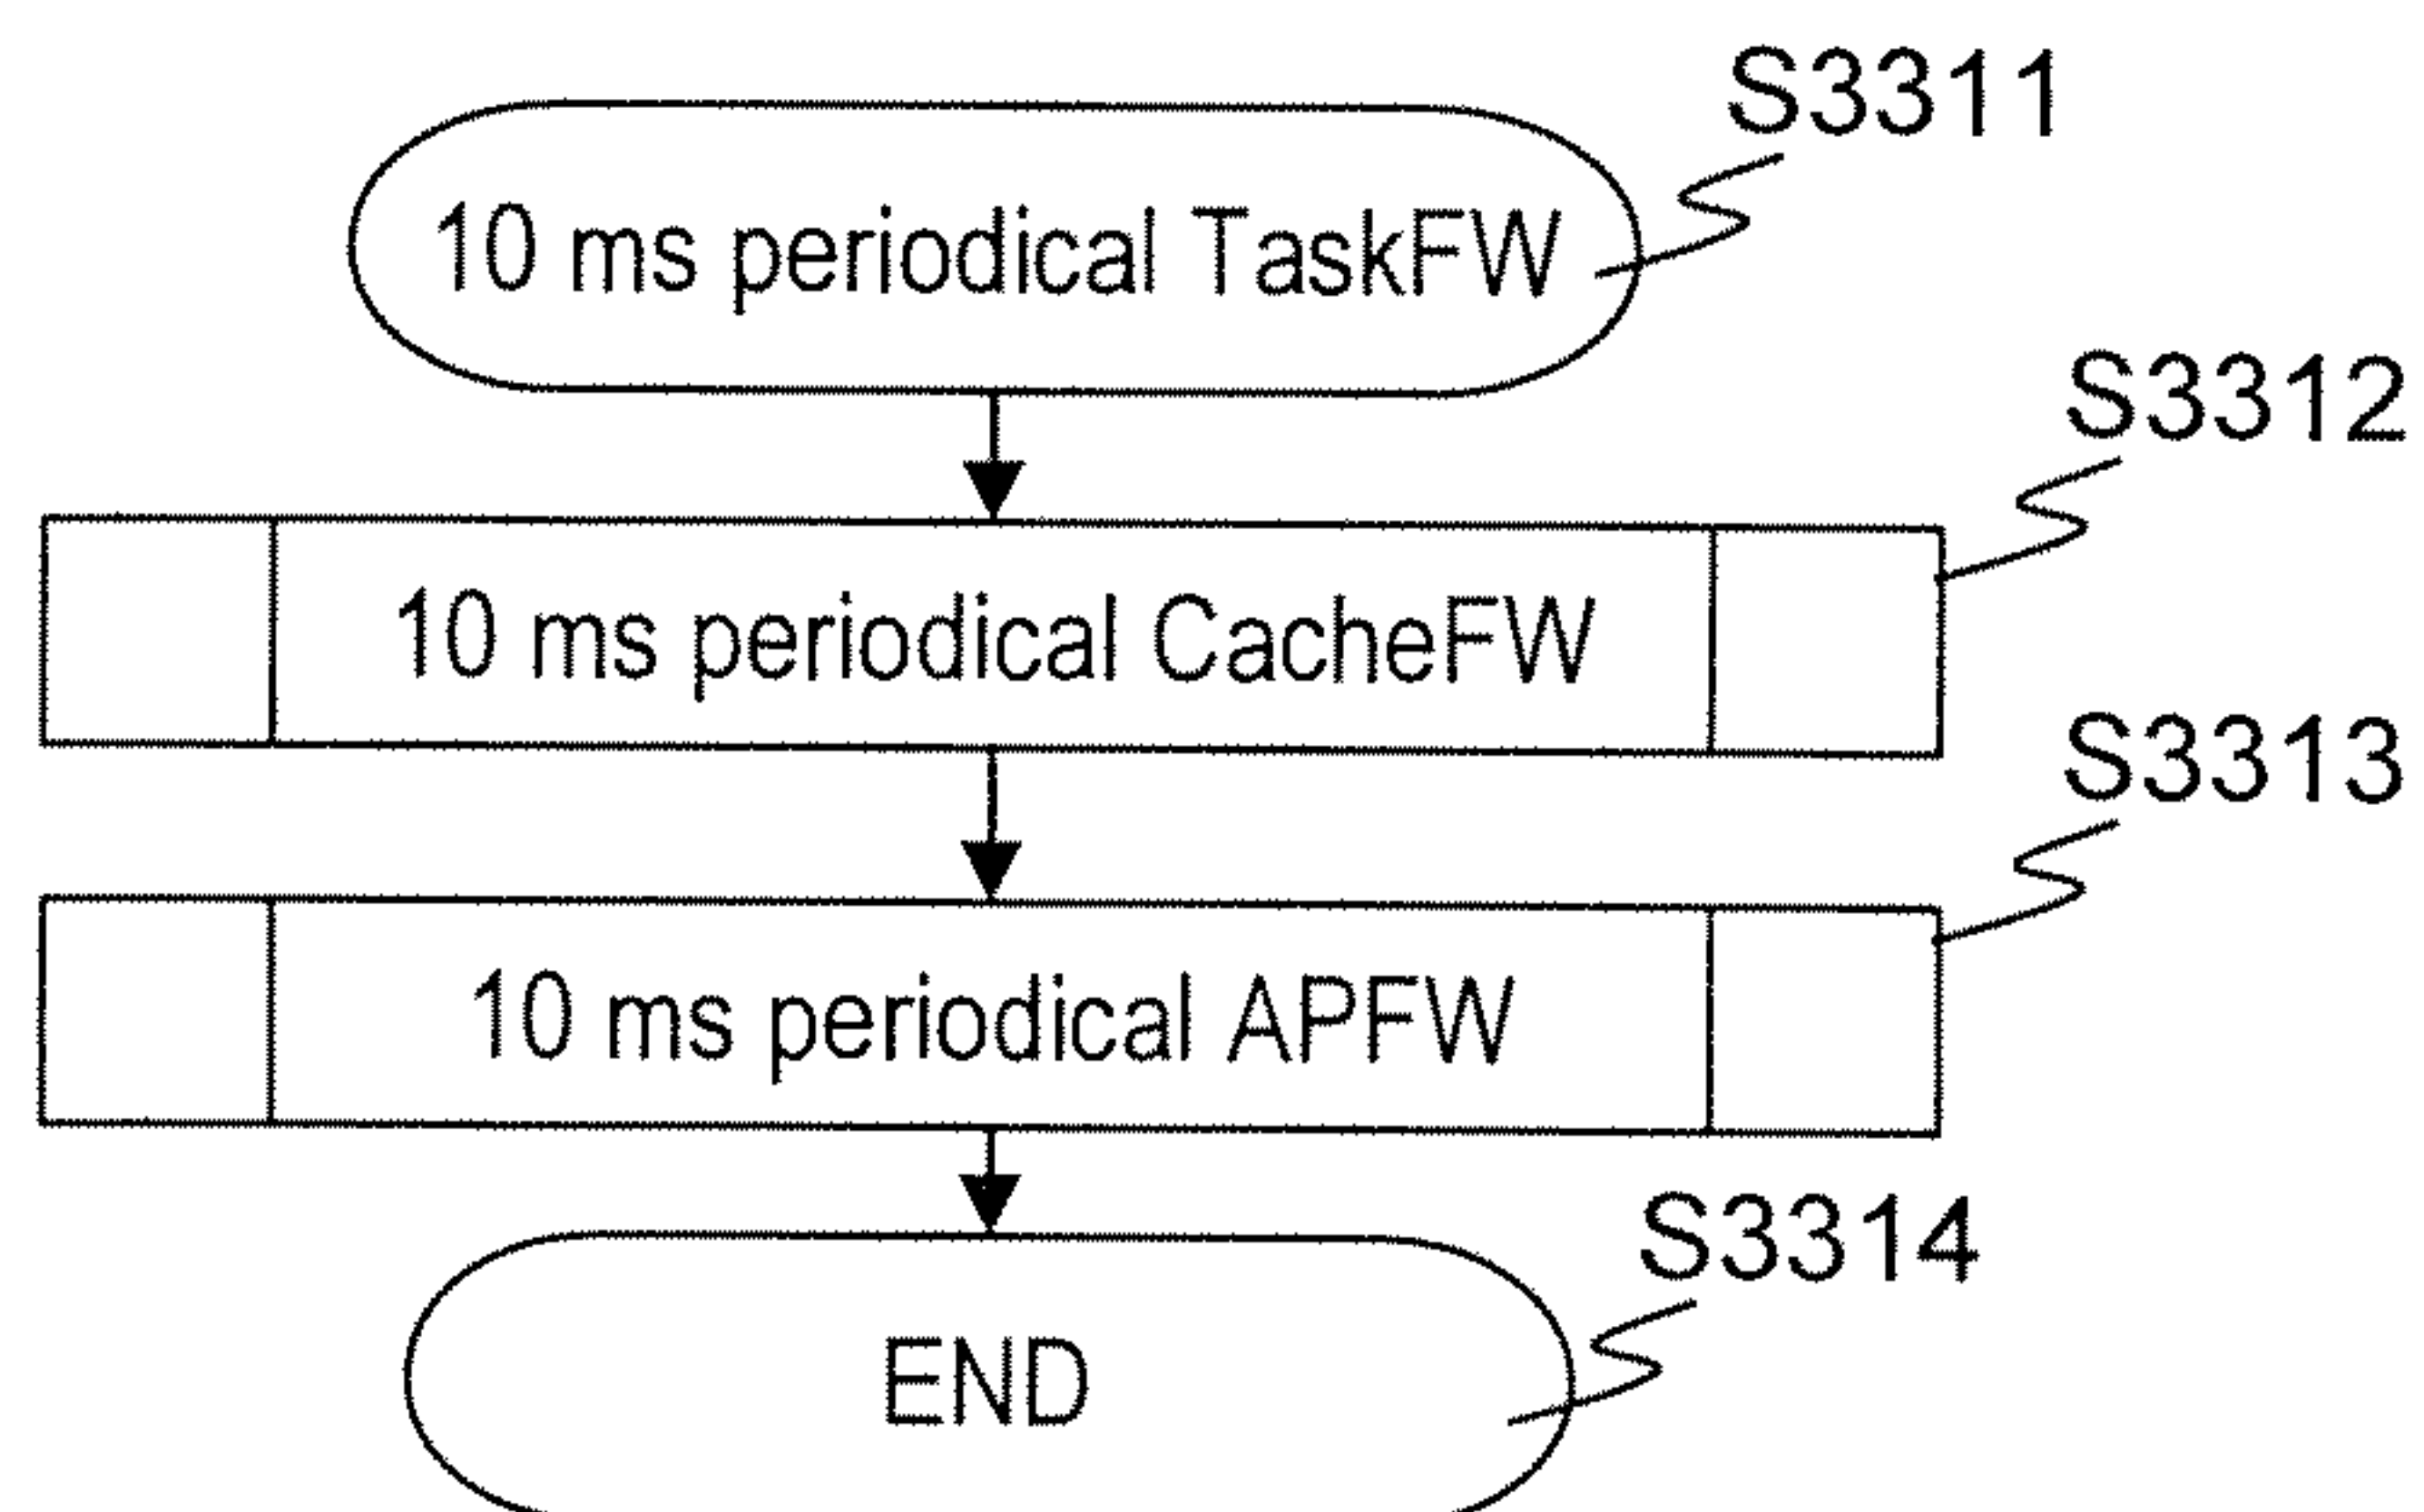 S3311
10 ms periodical TaskFW
S3312
10 ms periodical CacheFW
S3313
10 ms periodical APFW
S3314
END